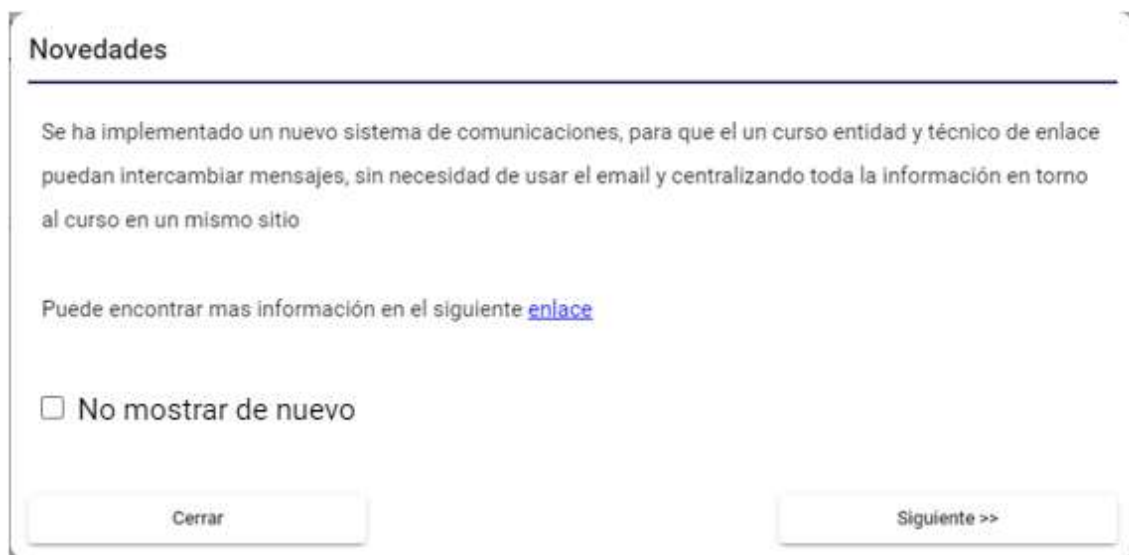 Novedades
Se ha implementado un nuevo sistema de comunicaciones, para que el un curso entidad y técnico de enlace
puedan intercambiar mensajes, sin necesidad de usar el email y centralizando toda la información en torno
al curso en un mismo sitio
Puede encontrar mas información en el siguiente enlace
No mostrar de nuevo
Cerrar
Siguiente >>